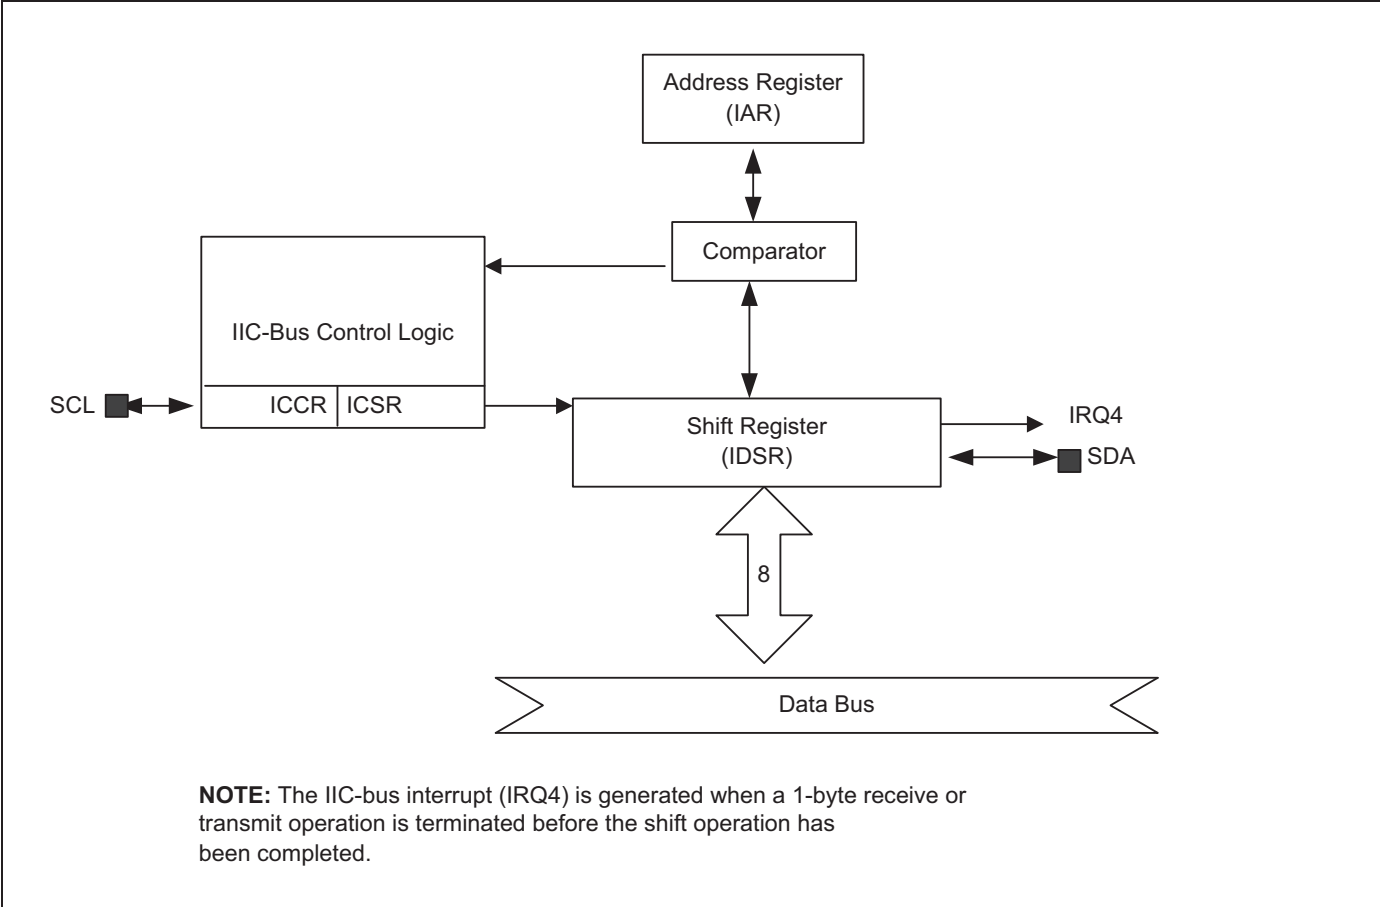 Address Register
(IAR)
Comparator
IIC-Bus Control Logic
SCL
ICCR
ICSR
Shift Register
(IDSR)
IRQ4
SDA
8
Data Bus
NOTE: The IIC-bus interrupt (IRQ4) is generated when a 1-byte receive or
transmit operation is terminated before the shift operation has
been completed.